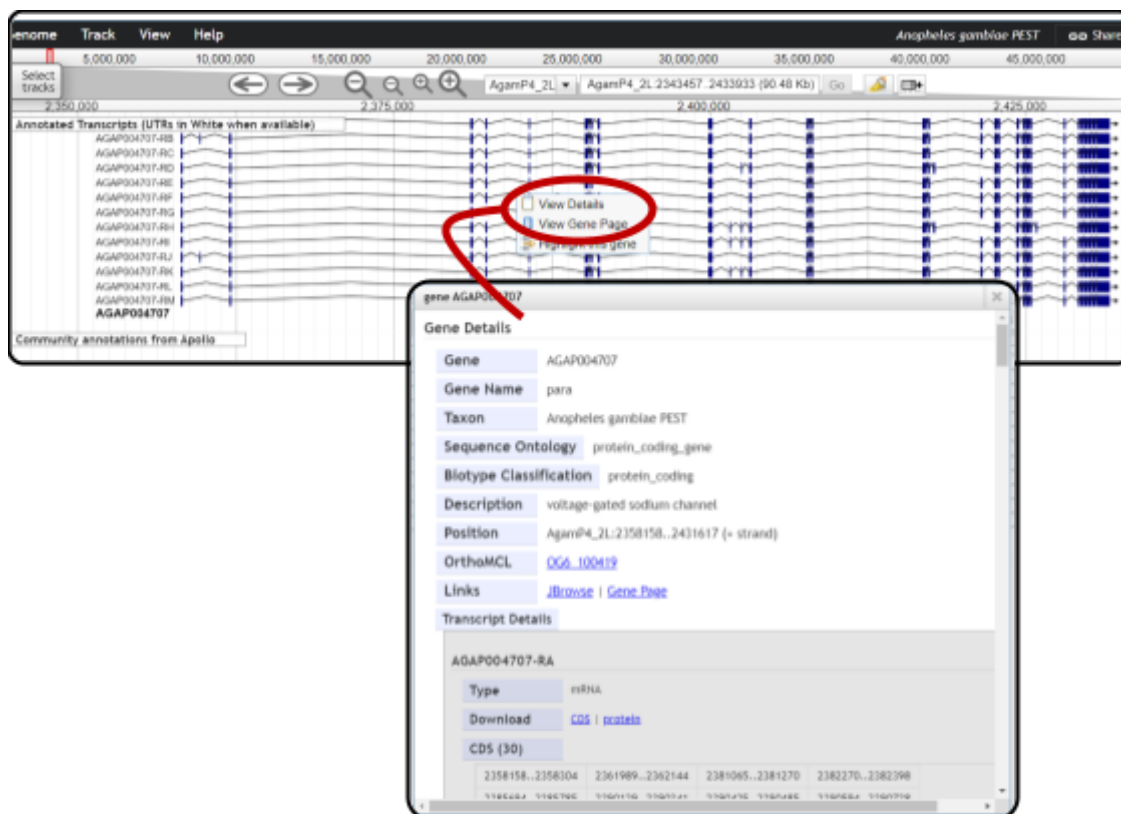 enome Track View Help Anopheles gambiae PEST Share
5,000,000 10,000,000 15,000,000 20,000,000 25,000,000 30,000,000 35,000,000 40,000,000 45,000,000
Select
tracks
AgamP4_2L AgamP4_2L:2343457..2433933 (90.48 Kb) Go
2,350,000 2,375,000 2,400,000 2,425,000
Annotated Transcripts (UTRs in White when available)
AGAP004707-RB
AGAP004707-RC
AGAP004707-RD
AGAP004707-RE
AGAP004707-RF
AGAP004707-RG
AGAP004707-RH
AGAP004707-RI
AGAP004707-RJ
AGAP004707-RK
AGAP004707-RL
AGAP004707-RM
AGAP004707
View Details
View Gene Page
Highlight this gene
Community annotations from Apollo
gene AGAP004707
Gene Details
Gene AGAP004707
Gene Name para
Taxon Anopheles gambiae PEST
Sequence Ontology protein_coding_gene
Biotype Classification protein_coding
Description voltage-gated sodium channel
Position AgamP4_2L:2358158..2431617 (+ strand)
OrthoMCL OG6_100419
Links JBrowse | Gene Page
Transcript Details
AGAP004707-RA
Type mRNA
Download CDS | protein
CDS (30)
2358158..2358304 2361989..2362144 2381065..2381270 2382270..2382398